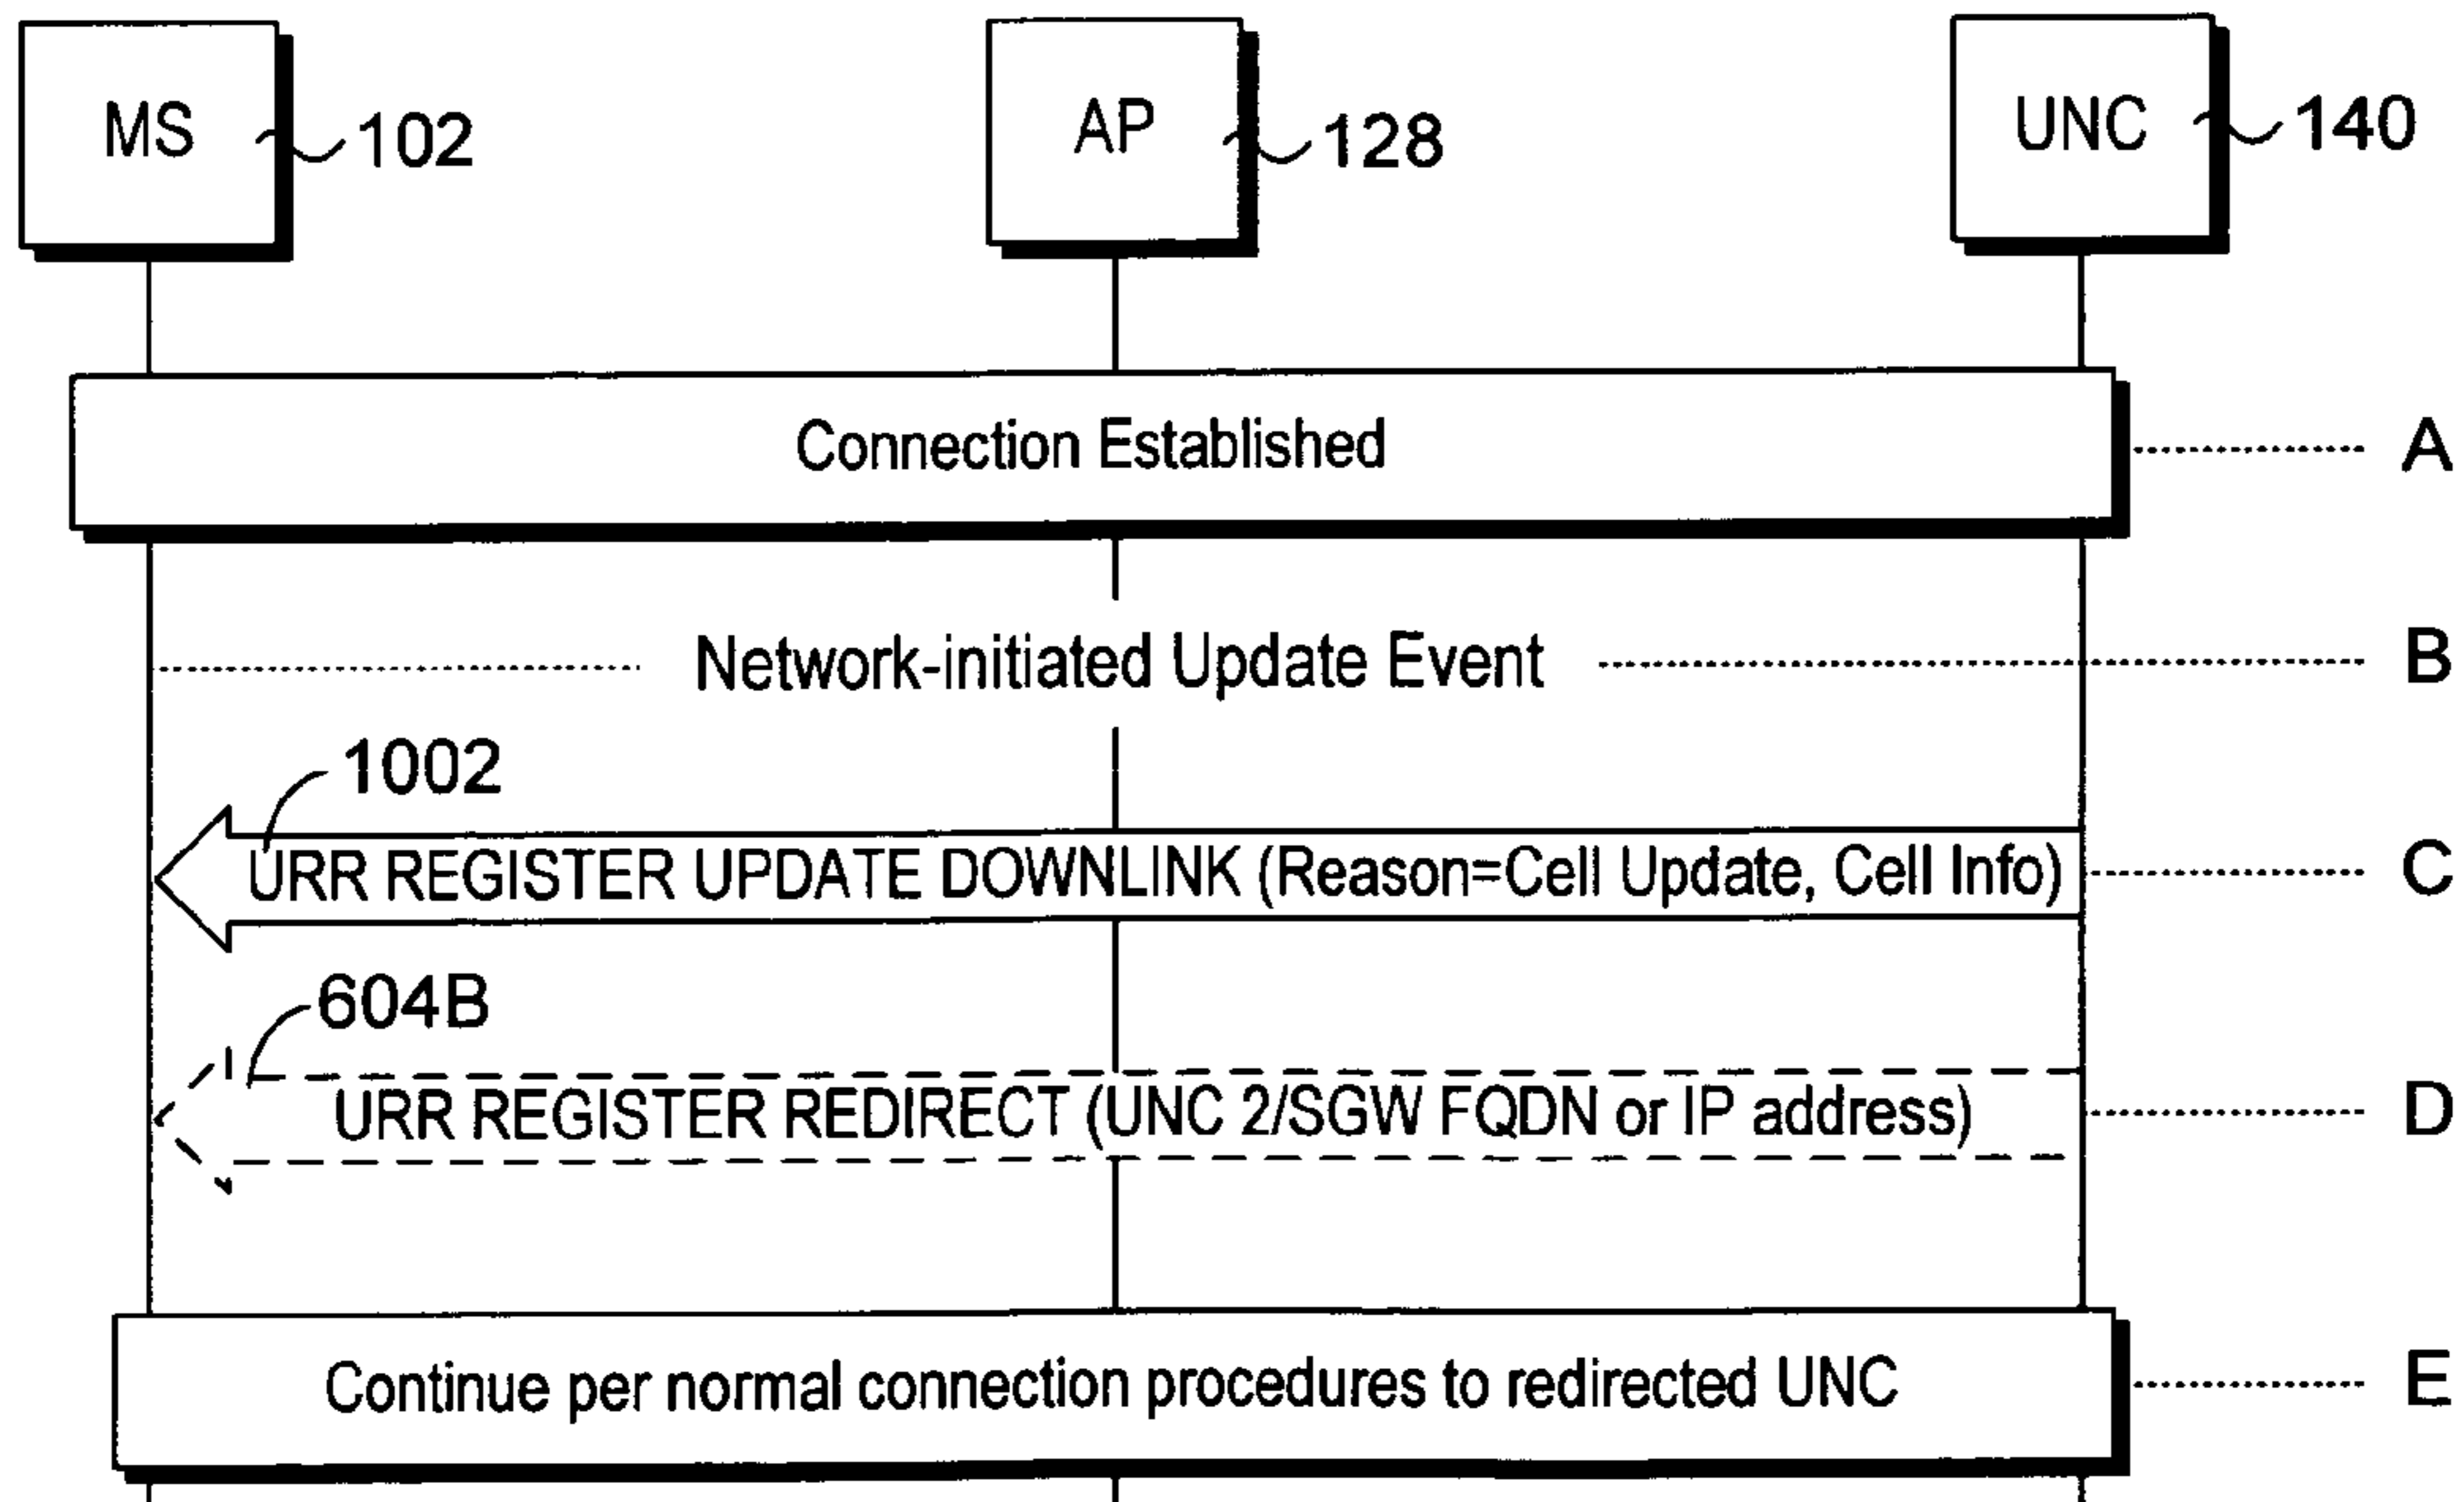 MS
102
AP
128
UNC
140
Connection Established
A
Network-initiated Update Event
B
1002
URR REGISTER UPDATE DOWNLINK (Reason=Cell Update, Cell Info)
C
604B
URR REGISTER REDIRECT (UNC 2/SGW FQDN or IP address)
D
Continue per normal connection procedures to redirected UNC
E